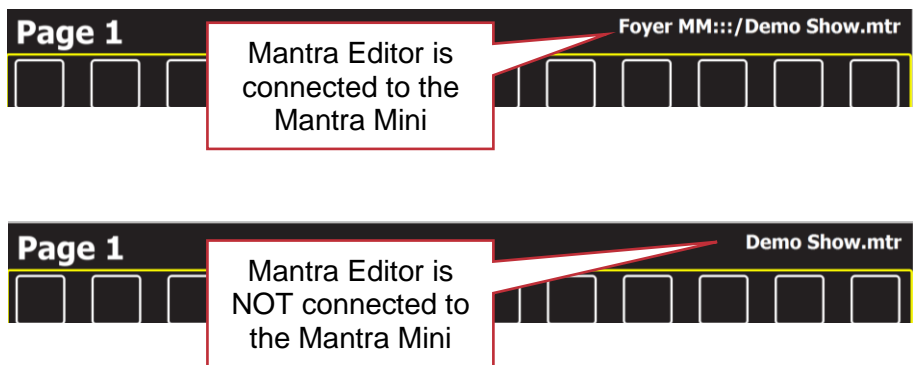 Page 1
Foyer MM:::/Demo Show.mtr
Mantra Editor is
connected to the
Mantra Mini
Page 1
Demo Show.mtr
Mantra Editor is
NOT connected to
the Mantra Mini